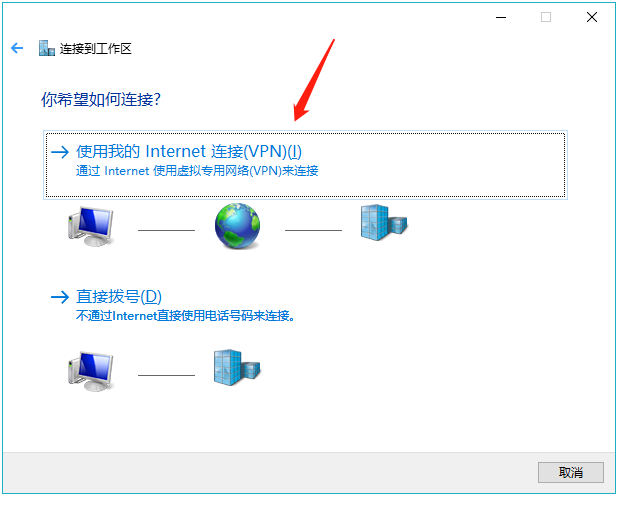 连接到工作区
你希望如何连接?
使用我的 Internet 连接(VPN)(I)
通过 Internet 使用虚拟专用网络(VPN)来连接
直接拨号(D)
不通过Internet直接使用电话号码来连接。
取消